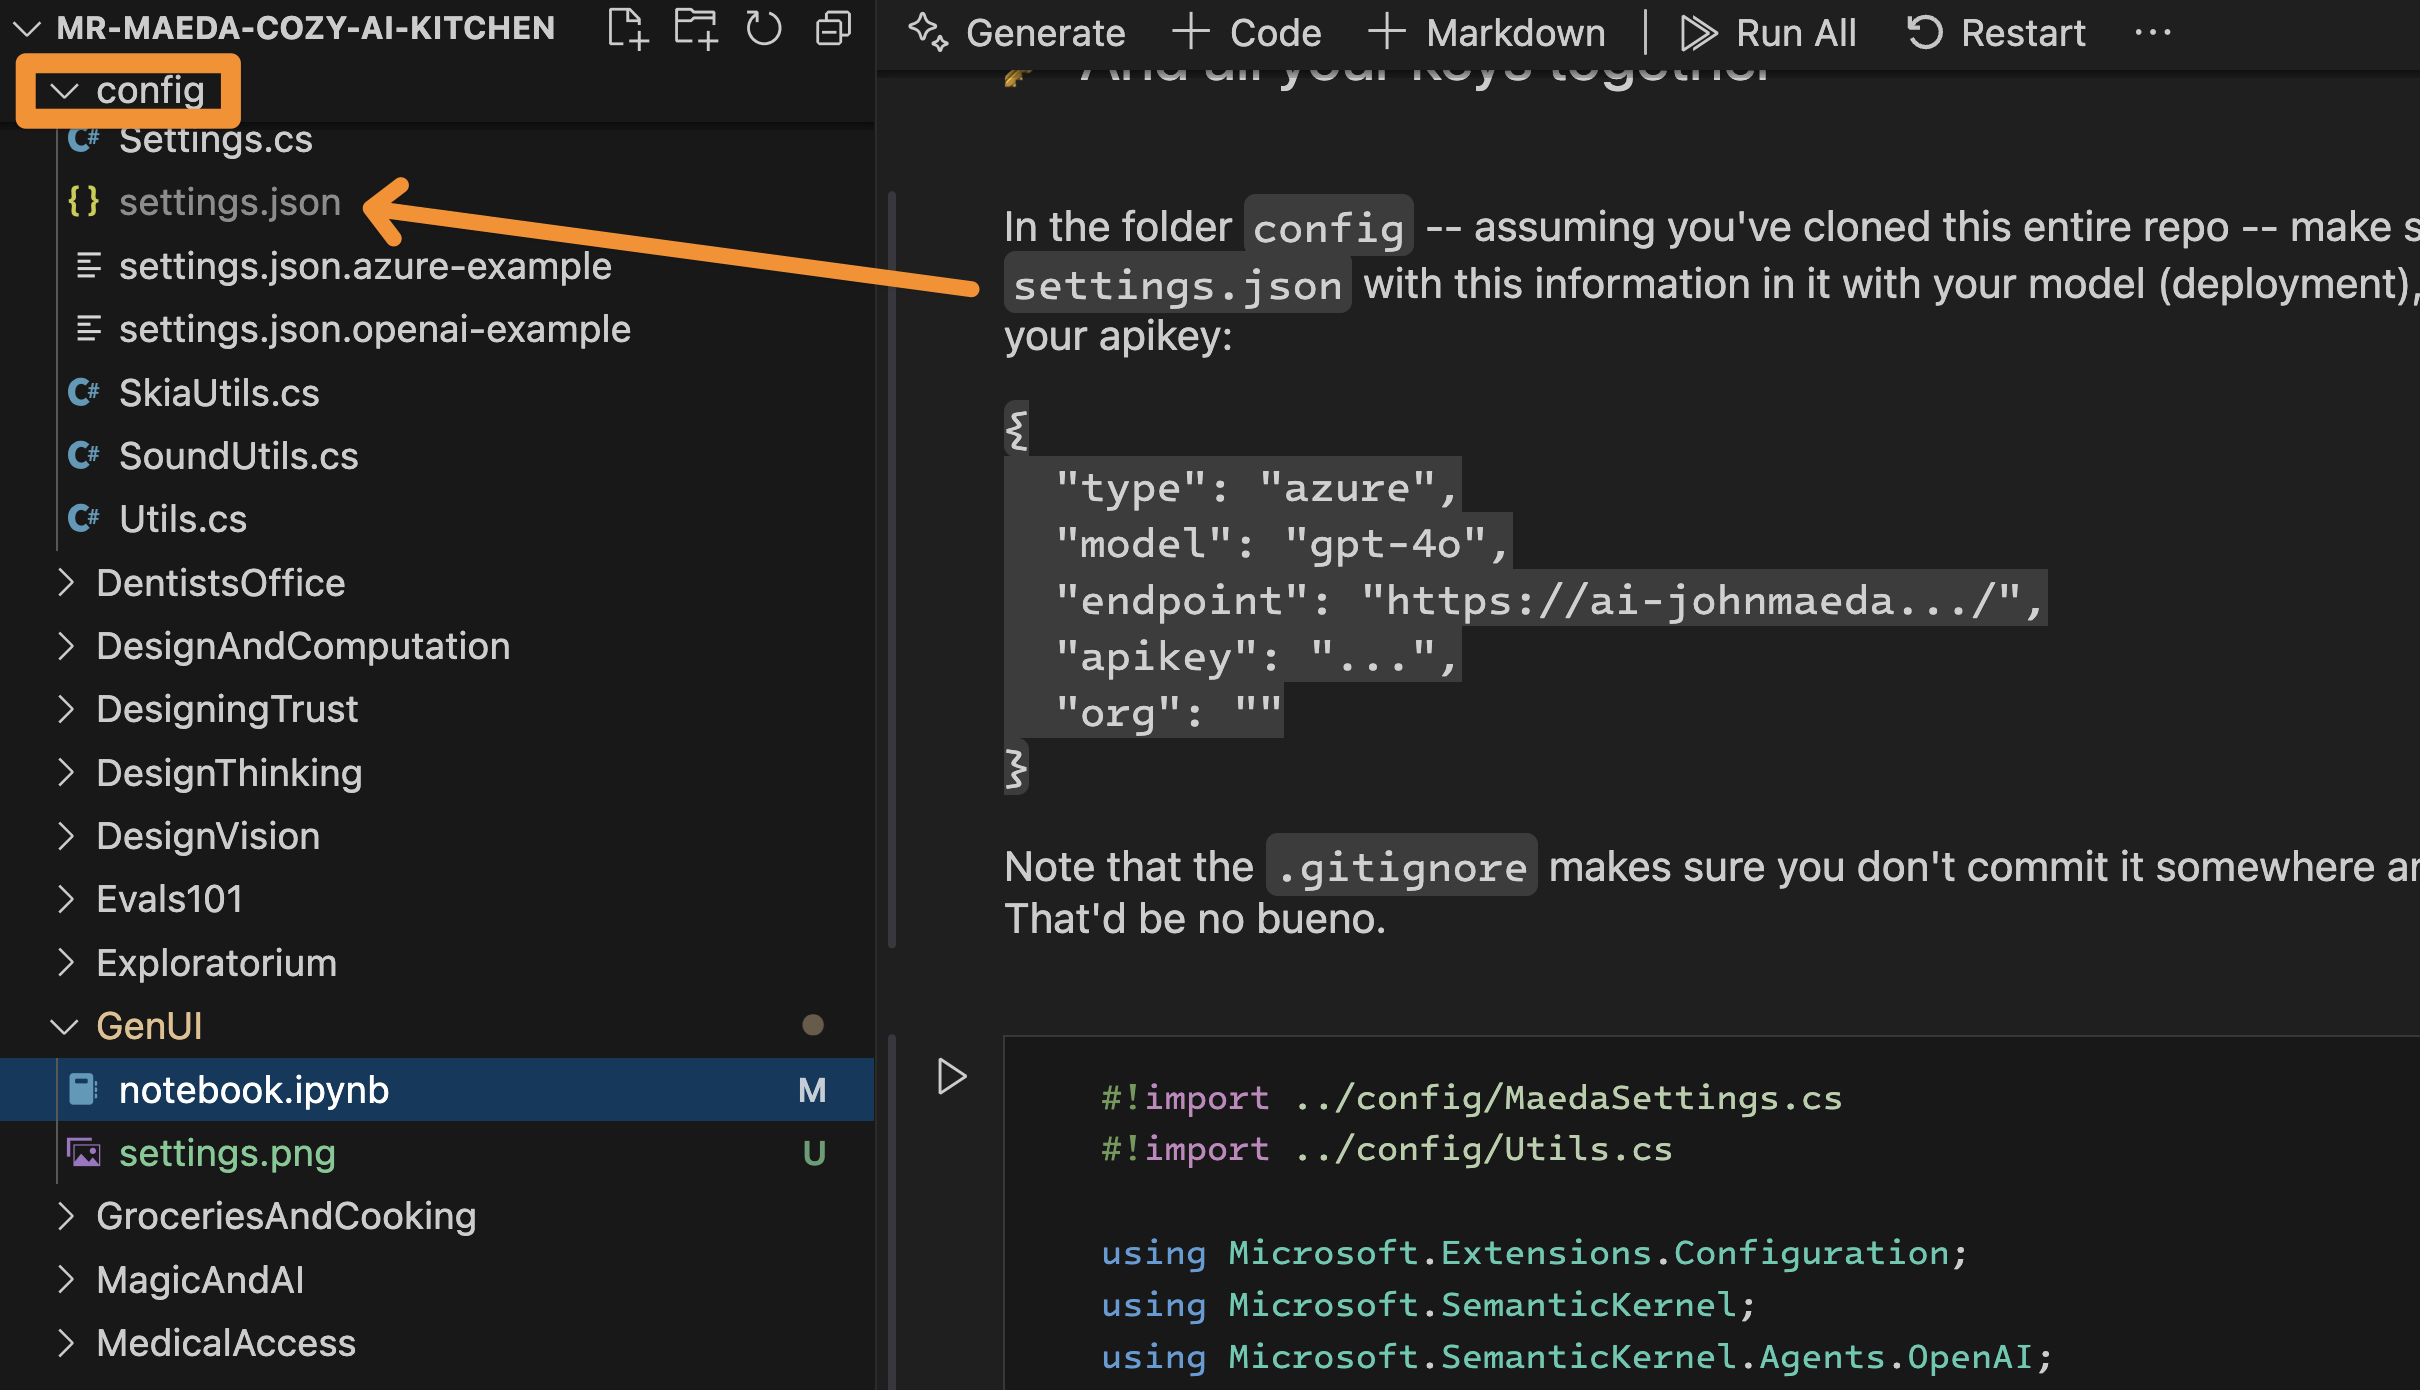 MR-MAEDA-COZY-AI-KITCHEN
config
Settings.cs
settings.json
settings.json.azure-example
settings.json.openai-example
SkiaUtils.cs
SoundUtils.cs
Utils.cs
DentistsOffice
DesignAndComputation
DesigningTrust
DesignThinking
DesignVision
Evals101
Exploratorium
GenUI
notebook.ipynb M
settings.png U
GroceriesAndCooking
MagicAndAI
MedicalAccess
Generate + Code + Markdown | Run All Restart ...
And all your keys together
In the folder config -- assuming you've cloned this entire repo -- make
settings.json with this information in it with your model (deployment),
your apikey:
{
"type": "azure",
"model": "gpt-4o",
"endpoint": "https://ai-johnmaeda.../",
"apikey": "...",
"org": ""
}
Note that the .gitignore makes sure you don't commit it somewhere
That'd be no bueno.
#!import ../config/MaedaSettings.cs
#!import ../config/Utils.cs
using Microsoft.Extensions.Configuration;
using Microsoft.SemanticKernel;
using Microsoft.SemanticKernel.Agents.OpenAI;